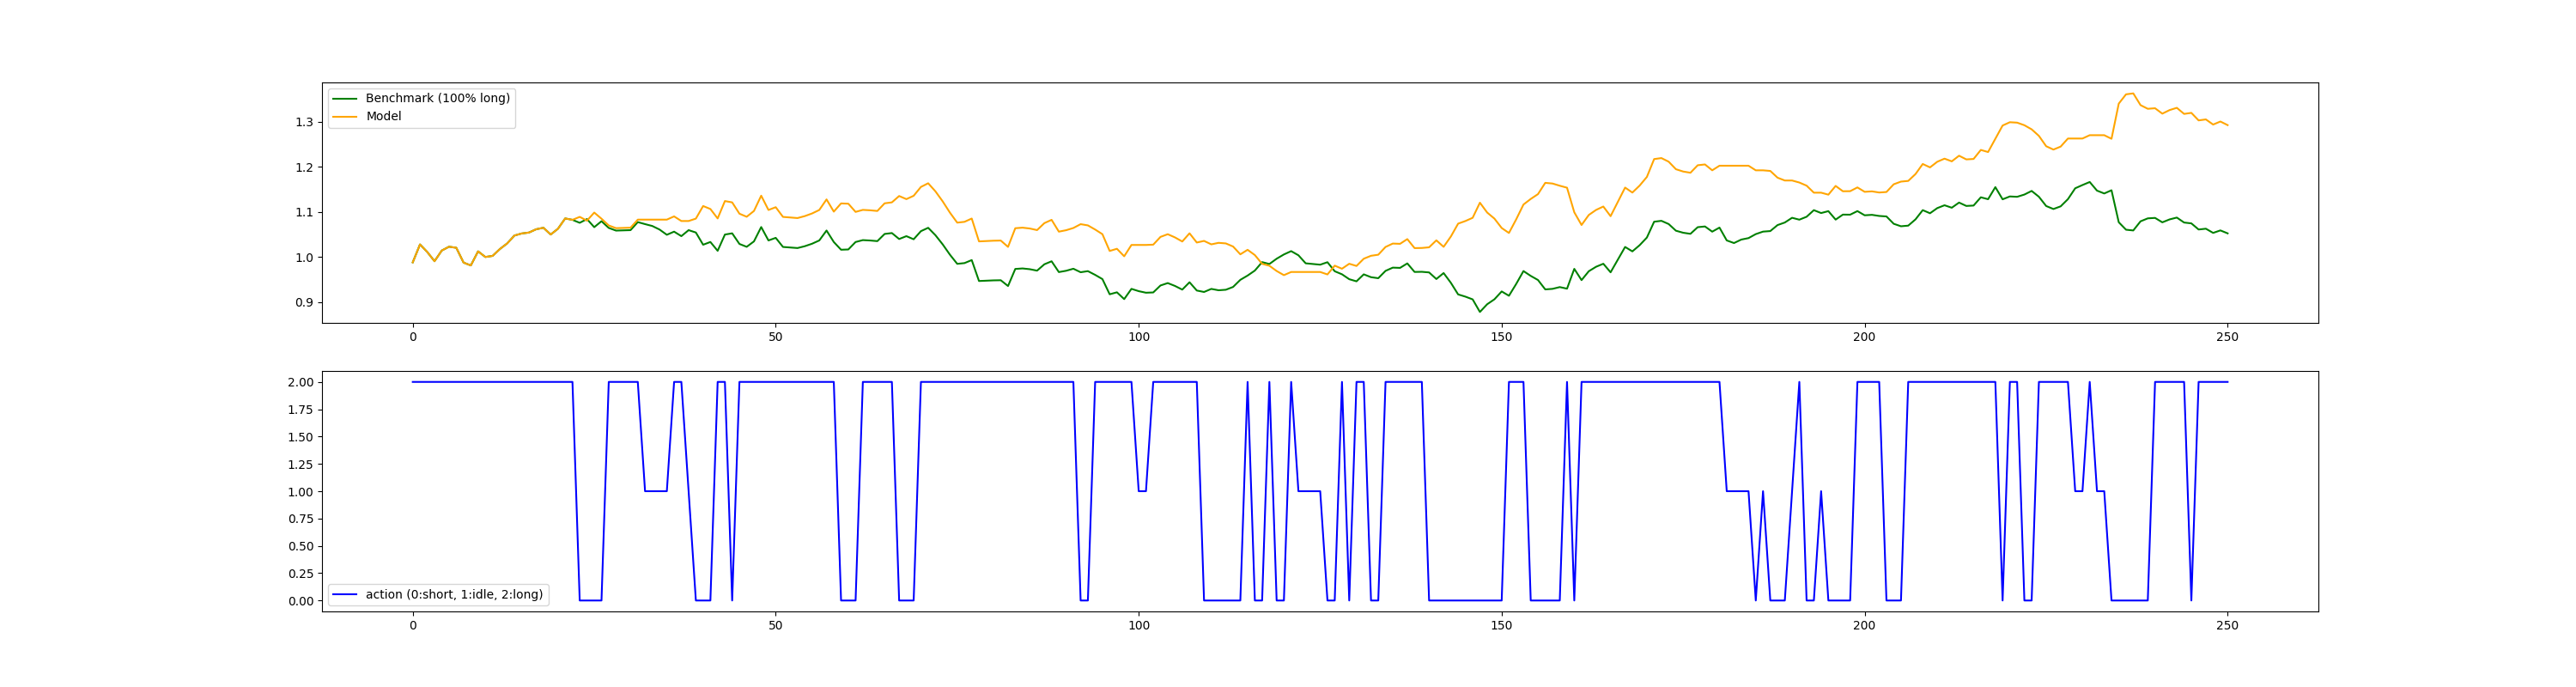 Benchmark (100% long)
Model
1.3
1.2
1.1
1.0
0.9
0 50 100 150 200 250
2.00
1.75
1.50
1.25
1.00
0.75
0.50
0.25
0.00
action (0:short, 1:idle, 2:long)
0 50 100 150 200 250